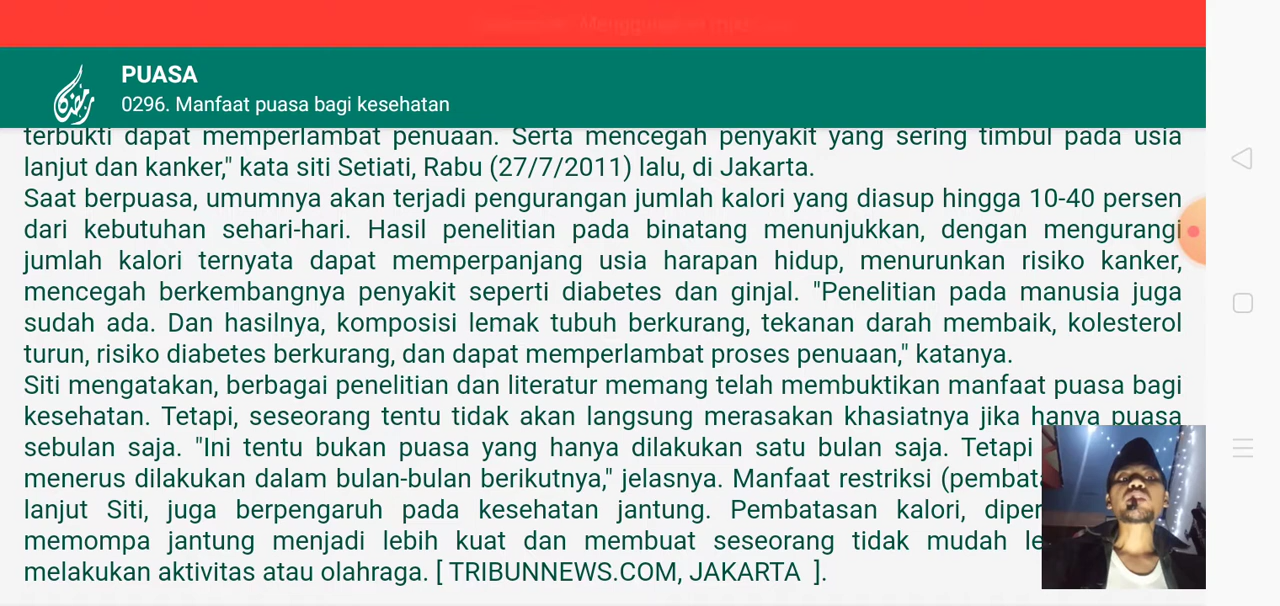 PUASA
0296. Manfaat puasa bagi kesehatan
terbukti dapat memperlambat penuaan. Serta mencegah penyakit yang sering timbul pada usia
lanjut dan kanker," kata siti Setiati, Rabu (27/7/2011) lalu, di Jakarta.
Saat berpuasa, umumnya akan terjadi pengurangan jumlah kalori yang diasup hingga 10-40 persen
dari kebutuhan sehari-hari. Hasil penelitian pada binatang menunjukkan, dengan mengurangi
jumlah kalori ternyata dapat memperpanjang usia harapan hidup, menurunkan risiko kanker,
mencegah berkembangnya penyakit seperti diabetes dan ginjal. "Penelitian pada manusia juga
sudah ada. Dan hasilnya, komposisi lemak tubuh berkurang, tekanan darah membaik, kolesterol
turun, risiko diabetes berkurang, dan dapat memperlambat proses penuaan," katanya.
Siti mengatakan, berbagai penelitian dan literatur memang telah membuktikan manfaat puasa bagi
kesehatan. Tetapi, seseorang tentu tidak akan langsung merasakan khasiatnya jika hanya puasa
sebulan saja. "Ini tentu bukan puasa yang hanya dilakukan satu bulan saja. Tetapi
menerus dilakukan dalam bulan-bulan berikutnya," jelasnya. Manfaat restriksi
lanjut Siti, juga berpengaruh pada kesehatan jantung. Pembatasan kalori,
memompa jantung menjadi lebih kuat dan membuat seseorang tidak mudah
melakukan aktivitas atau olahraga. [ TRIBUNNEWS.COM, JAKARTA ].